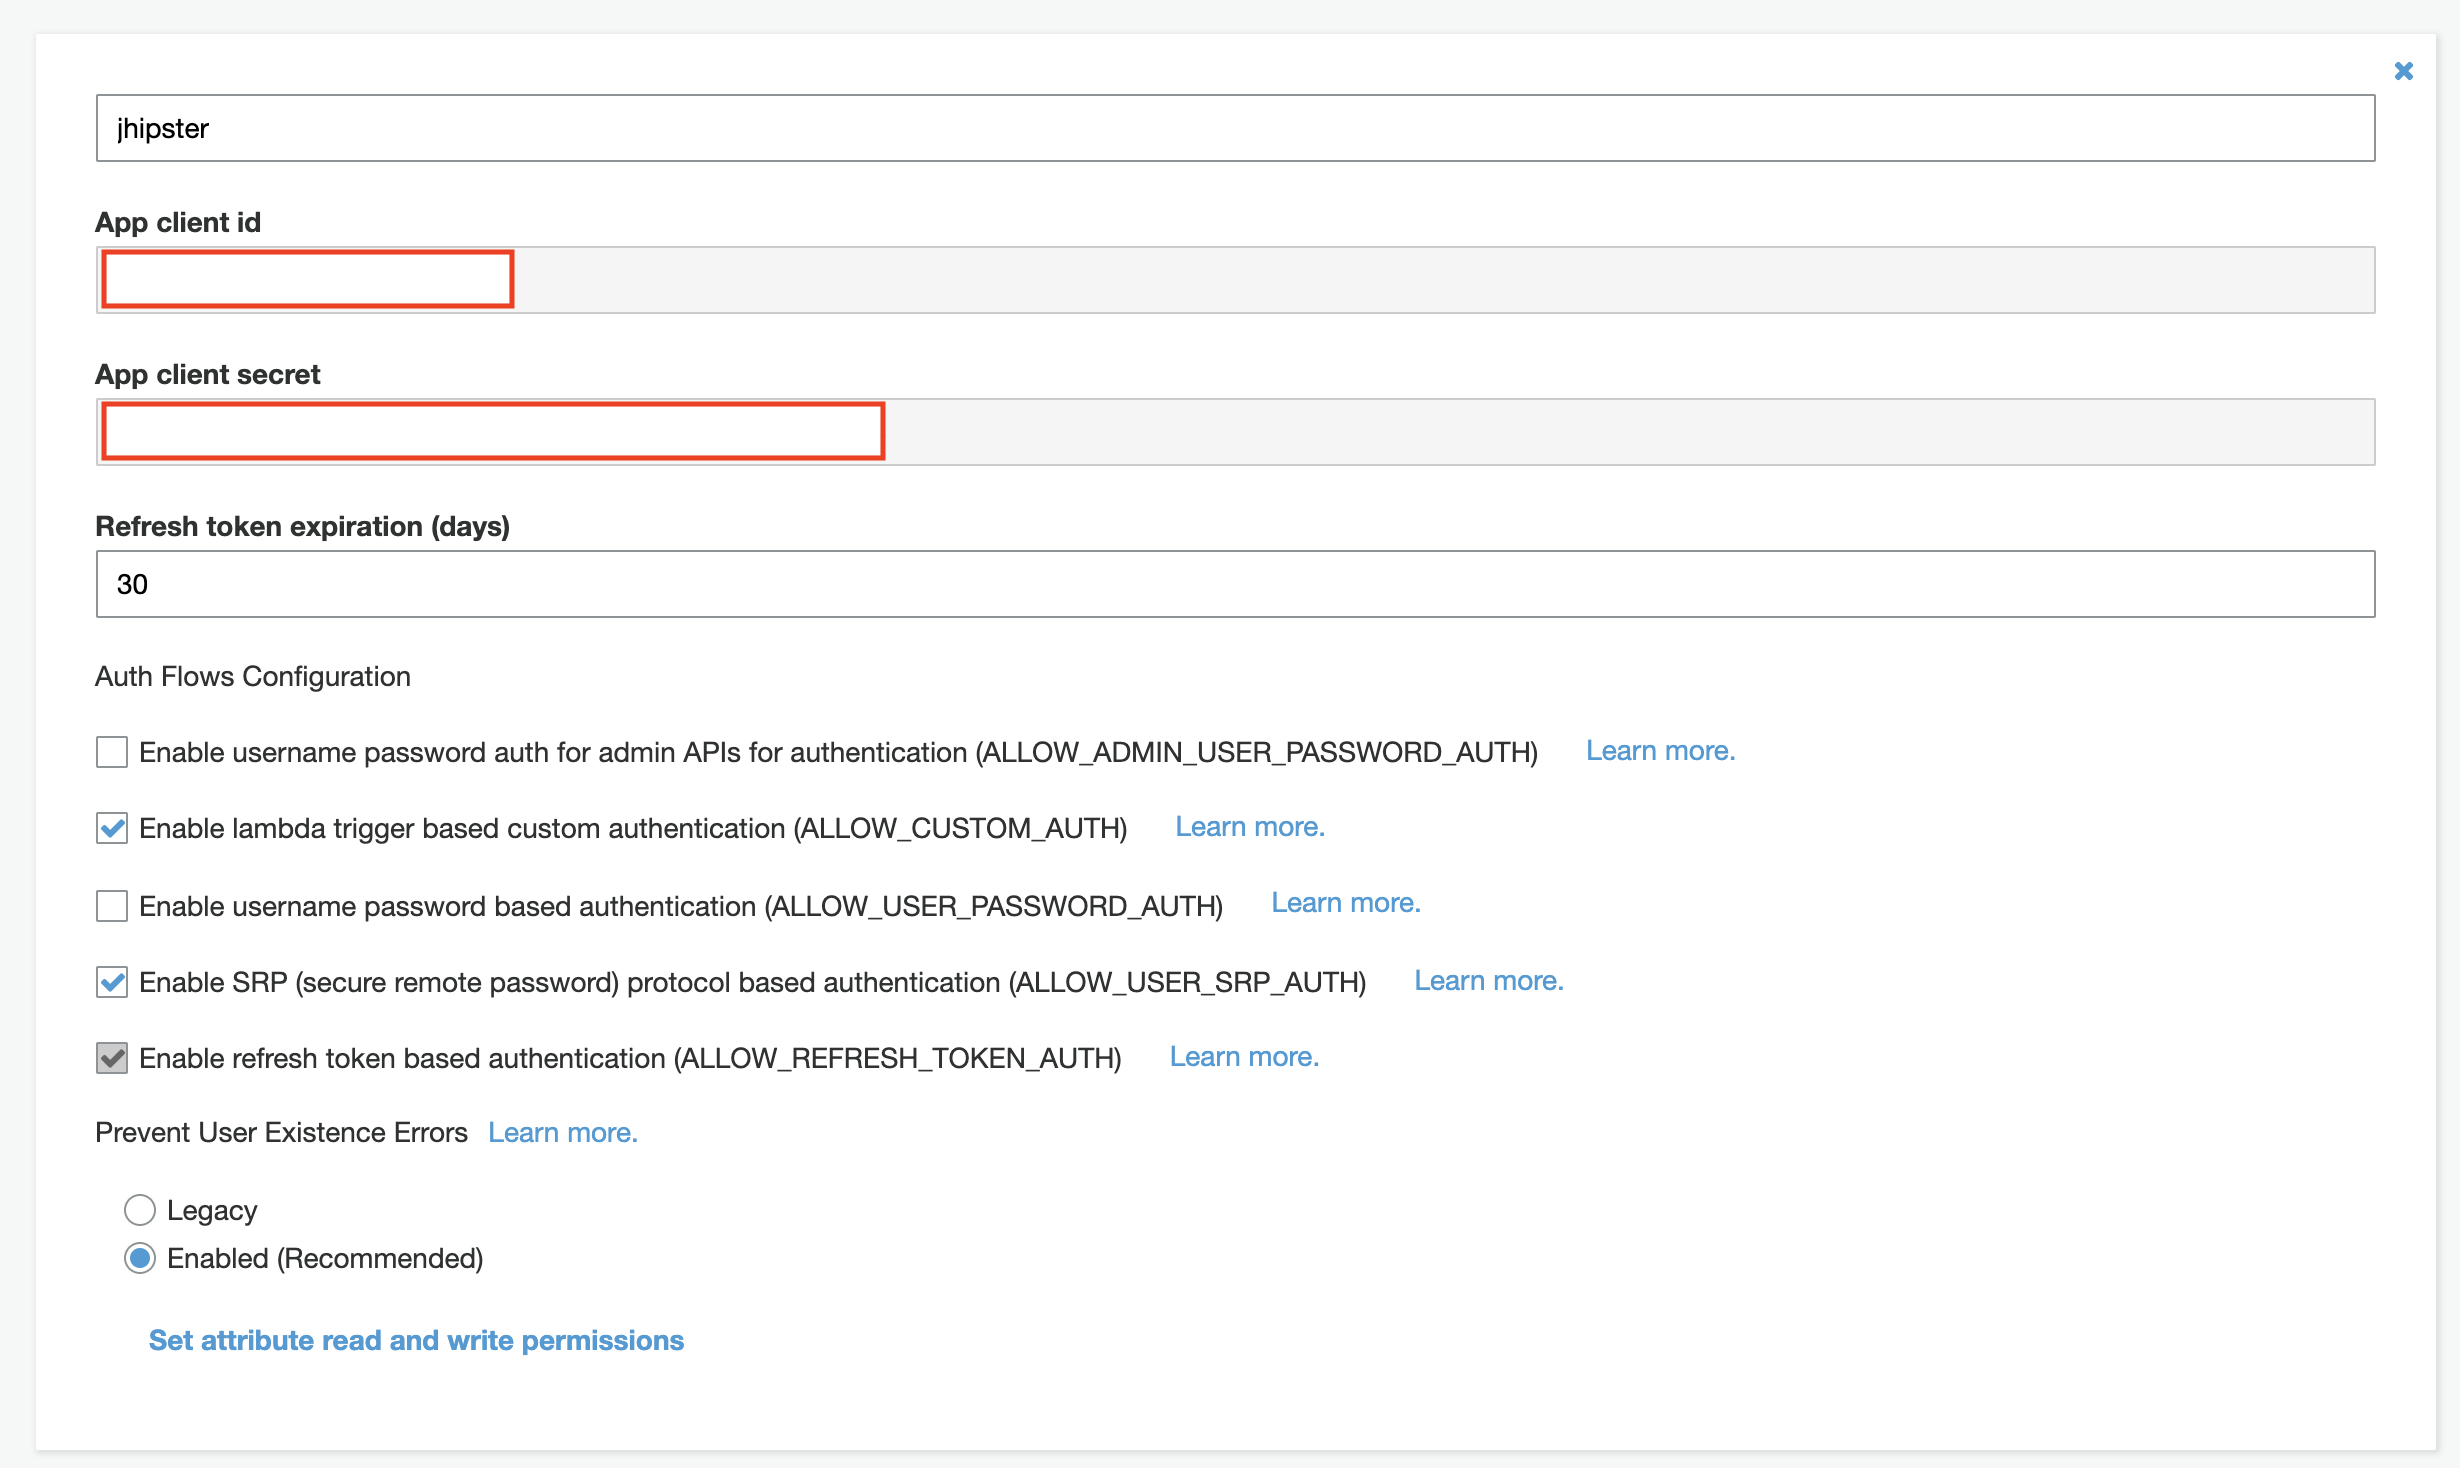 jhipster
App client id
App client secret
Refresh token expiration (days)
30
Auth Flows Configuration
Enable username password auth for admin APIs for authentication (ALLOW_ADMIN_USER_PASSWORD_AUTH) Learn more.
Enable lambda trigger based custom authentication (ALLOW_CUSTOM_AUTH) Learn more.
Enable username password based authentication (ALLOW_USER_PASSWORD_AUTH) Learn more.
Enable SRP (secure remote password) protocol based authentication (ALLOW_USER_SRP_AUTH) Learn more.
Enable refresh token based authentication (ALLOW_REFRESH_TOKEN_AUTH) Learn more.
Prevent User Existence Errors Learn more.
Legacy
Enabled (Recommended)
Set attribute read and write permissions